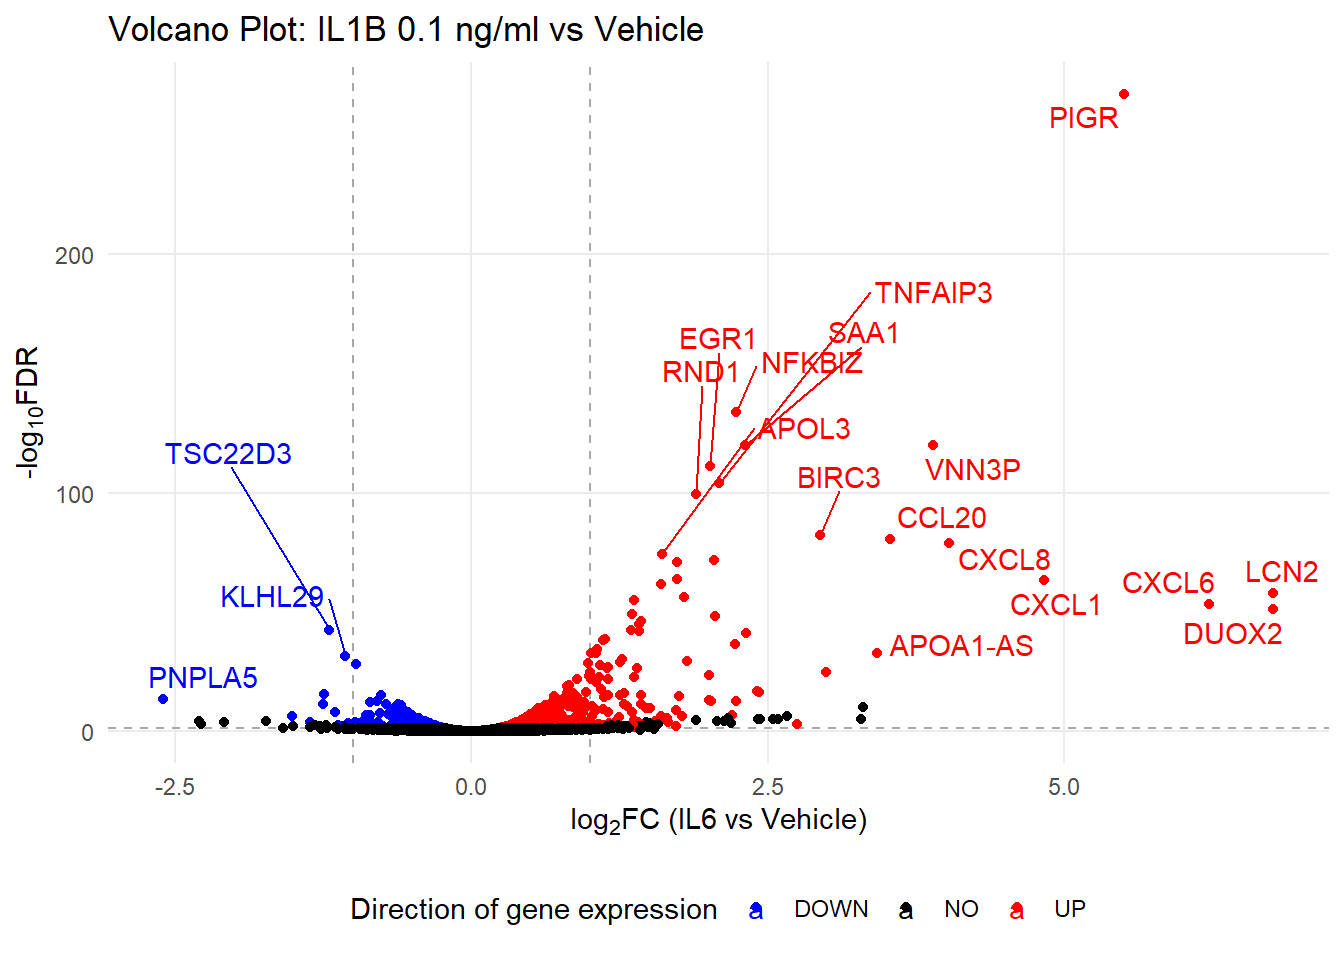 Volcano Plot: IL1B 0.1 ng/ml vs Vehicle
PIGR
200
TNFAIP3
SAA1
EGR1
NFKBIZ
RND1
APOL3
TSC22D3
VNN3P
BIRC3
100
CCL20
CXCL8
LCN2
CXCL6
KLHL29
CXCL1
DUOX2
APOA1-AS
PNPLA5
0
-log10FDR
-2.5 0.0 2.5 5.0
log2FC (IL6 vs Vehicle)
Direction of gene expression a DOWN a NO a UP